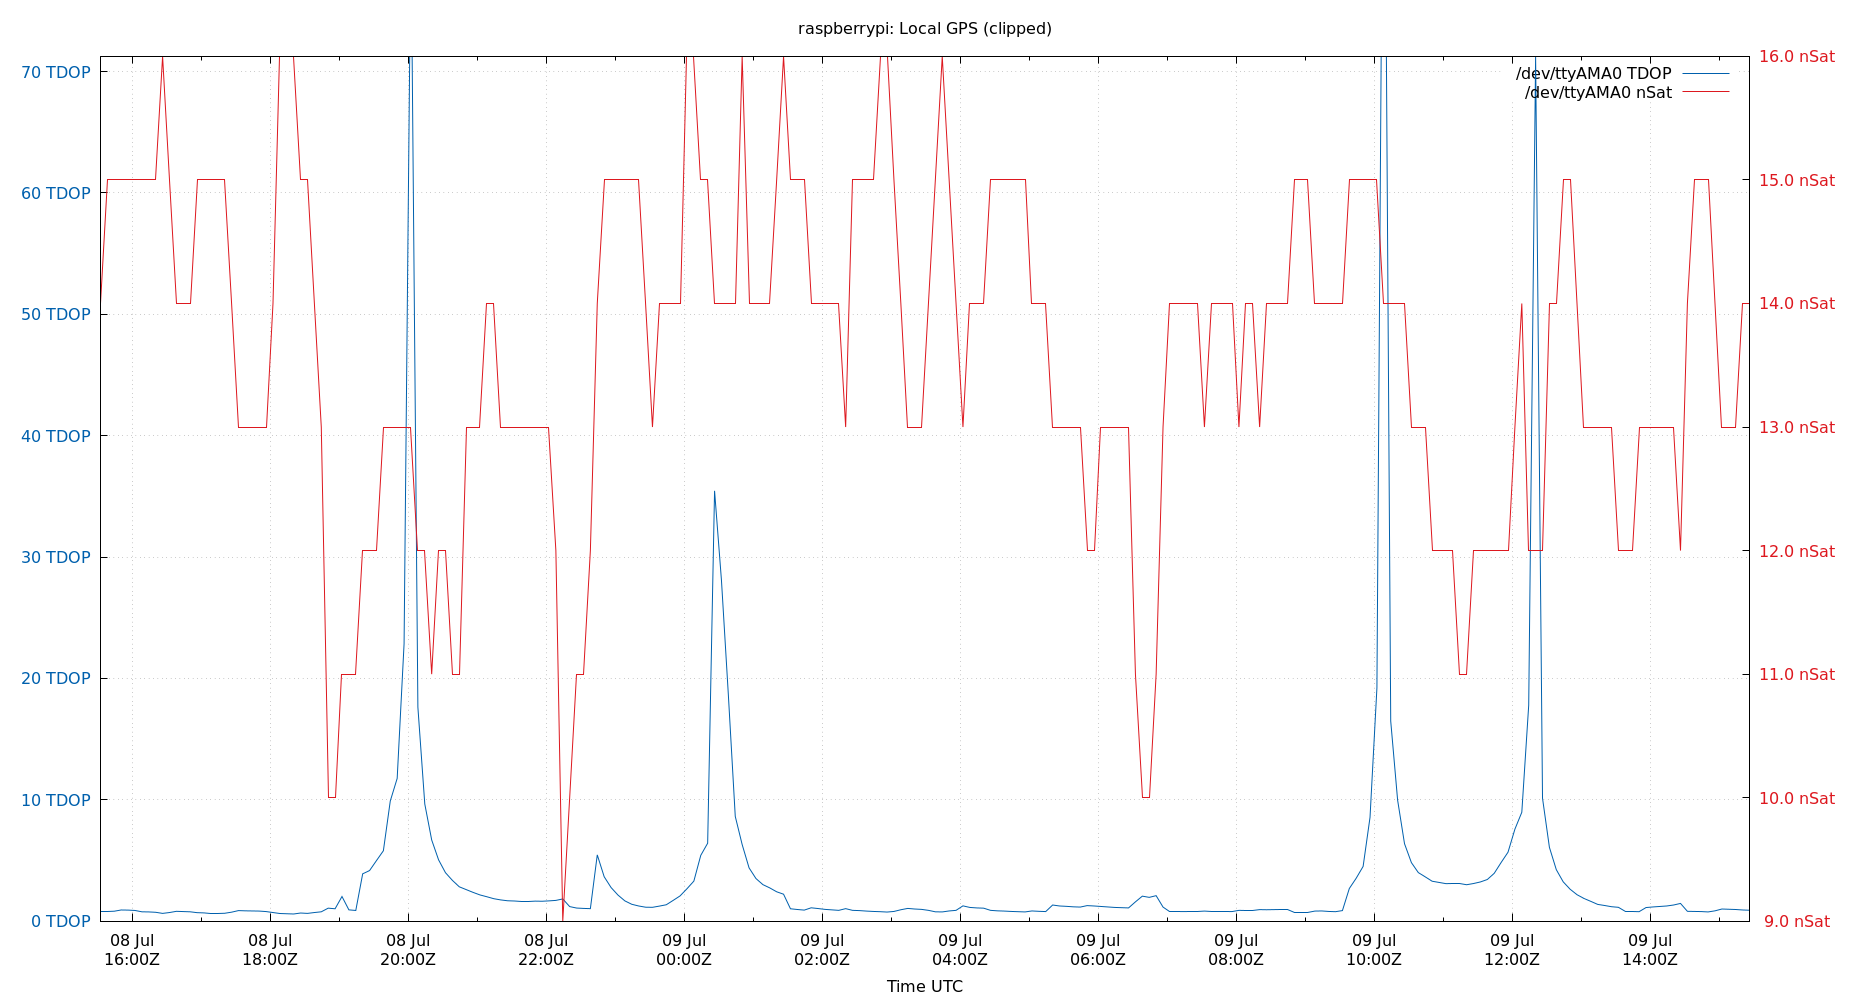 raspberrypi: Local GPS (clipped)
70 TDOP
60 TDOP
50 TDOP
40 TDOP
30 TDOP
20 TDOP
10 TDOP
0 TDOP
16.0 nSat
15.0 nSat
14.0 nSat
13.0 nSat
12.0 nSat
11.0 nSat
10.0 nSat
9.0 nSat
/dev/ttyAMA0 TDOP
/dev/ttyAMA0 nSat
08 Jul
16:00Z
08 Jul
18:00Z
08 Jul
20:00Z
08 Jul
22:00Z
09 Jul
00:00Z
09 Jul
02:00Z
09 Jul
04:00Z
09 Jul
06:00Z
09 Jul
08:00Z
09 Jul
10:00Z
09 Jul
12:00Z
09 Jul
14:00Z
Time UTC